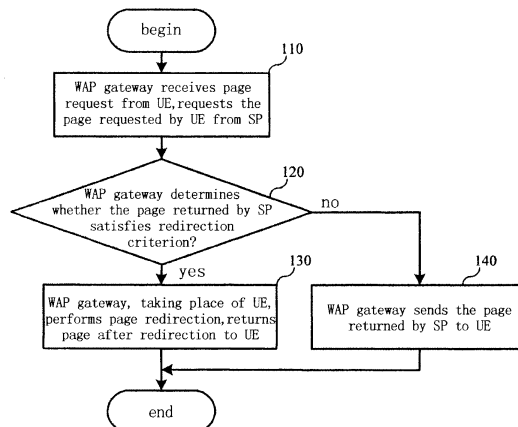 begin
110
WAP gateway receives page
request from UE,requests the
page requested by UE from SP
120
WAP gateway determines
whether the page returned by SP
satisfies redirection
criterion?
no
yes
130
WAP gateway, taking place of UE,
performs page redirection,returns
page after redirection to UE
140
WAP gateway sends the page
returned by SP to UE
end